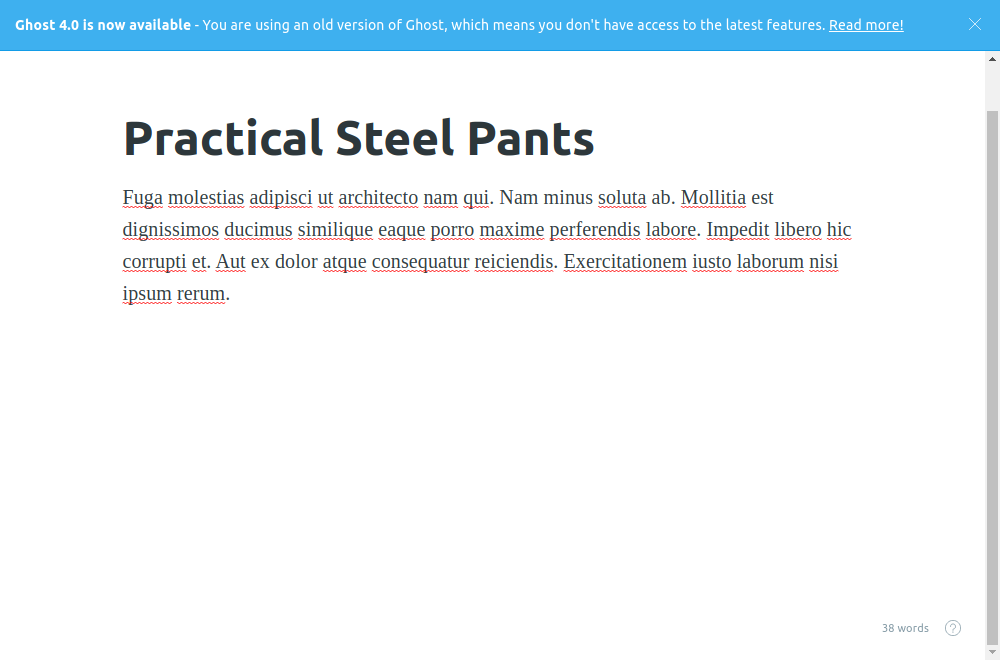 Ghost 4.0 is now available - You are using an old version of Ghost, which means you don't have access to the latest features. Read more!
Practical Steel Pants
Fuga molestias adipisci ut architecto nam qui. Nam minus soluta ab. Mollitia est
dignissimos ducimus similique eaque porro maxime perferendis labore. Impedit libero hic
corrupti et. Aut ex dolor atque consequatur reiciendis. Exercitationem iusto laborum nisi
ipsum rerum.
38 words
?